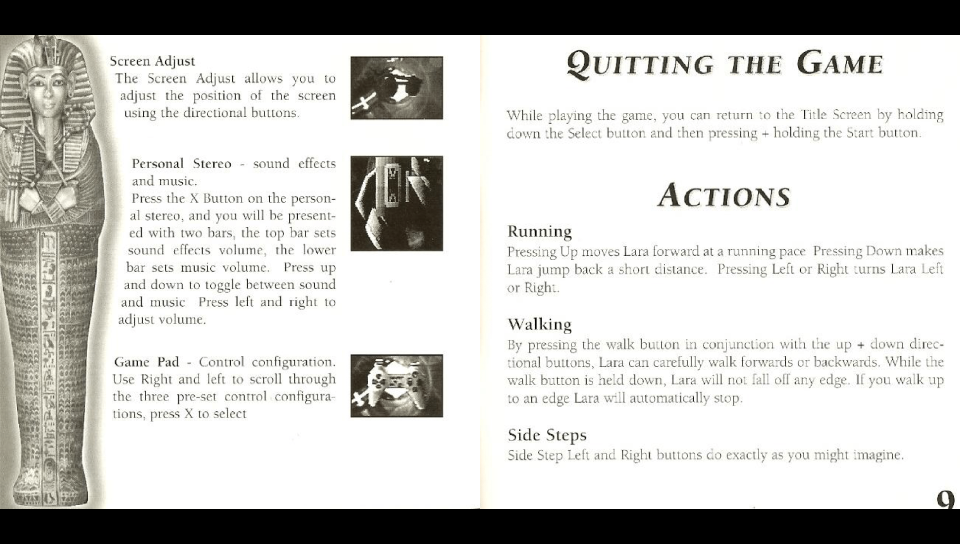 Screen Adjust
The Screen Adjust allows you to
adjust the position of the screen
using the directional buttons.
Personal Stereo - sound effects
and music.
Press the X Button on the person-
al stereo, and you will be present-
ed with two bars, the top bar sets
sound effects volume, the lower
bar sets music volume. Press up
and down to toggle between sound
and music Press left and right to
adjust volume.
Game Pad - Control configuration.
Use Right and left to scroll through
the three pre-set control configura-
tions, press X to select
QUITTING THE GAME
While playing the game, you can return to the Title Screen by holding
down the Select button and then pressing + holding the Start button.
ACTIONS
Running
Pressing Up moves Lara forward at a running pace Pressing Down makes
Lara jump back a short distance. Pressing Left or Right turns Lara Left
or Right.
Walking
By pressing the walk button in conjunction with the up + down direc-
tional buttons, Lara can carefully walk forwards or backwards. While the
walk button is held down, Lara will not fall off any edge. If you walk up
to an edge Lara will automatically stop.
Side Steps
Side Step Left and Right buttons do exactly as you might imagine.
9